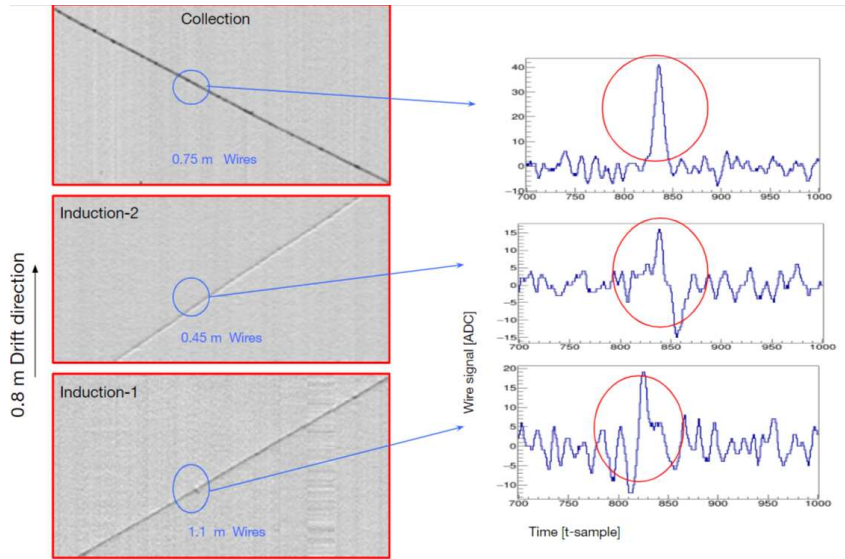 Collection
0.75 m Wires
Induction-2
0.45 m Wires
Induction-1
1.1 m Wires
0.8 m Drift direction
40
30
20
10
0
−10
700 750 800 850 900 950 1000
15
10
5
0
−5
−10
−15
700 750 800 850 900 950 1000
20
15
10
5
0
−5
−10
700 750 800 850 900 950 1000
Wire signal [ADC]
Time [t-sample]